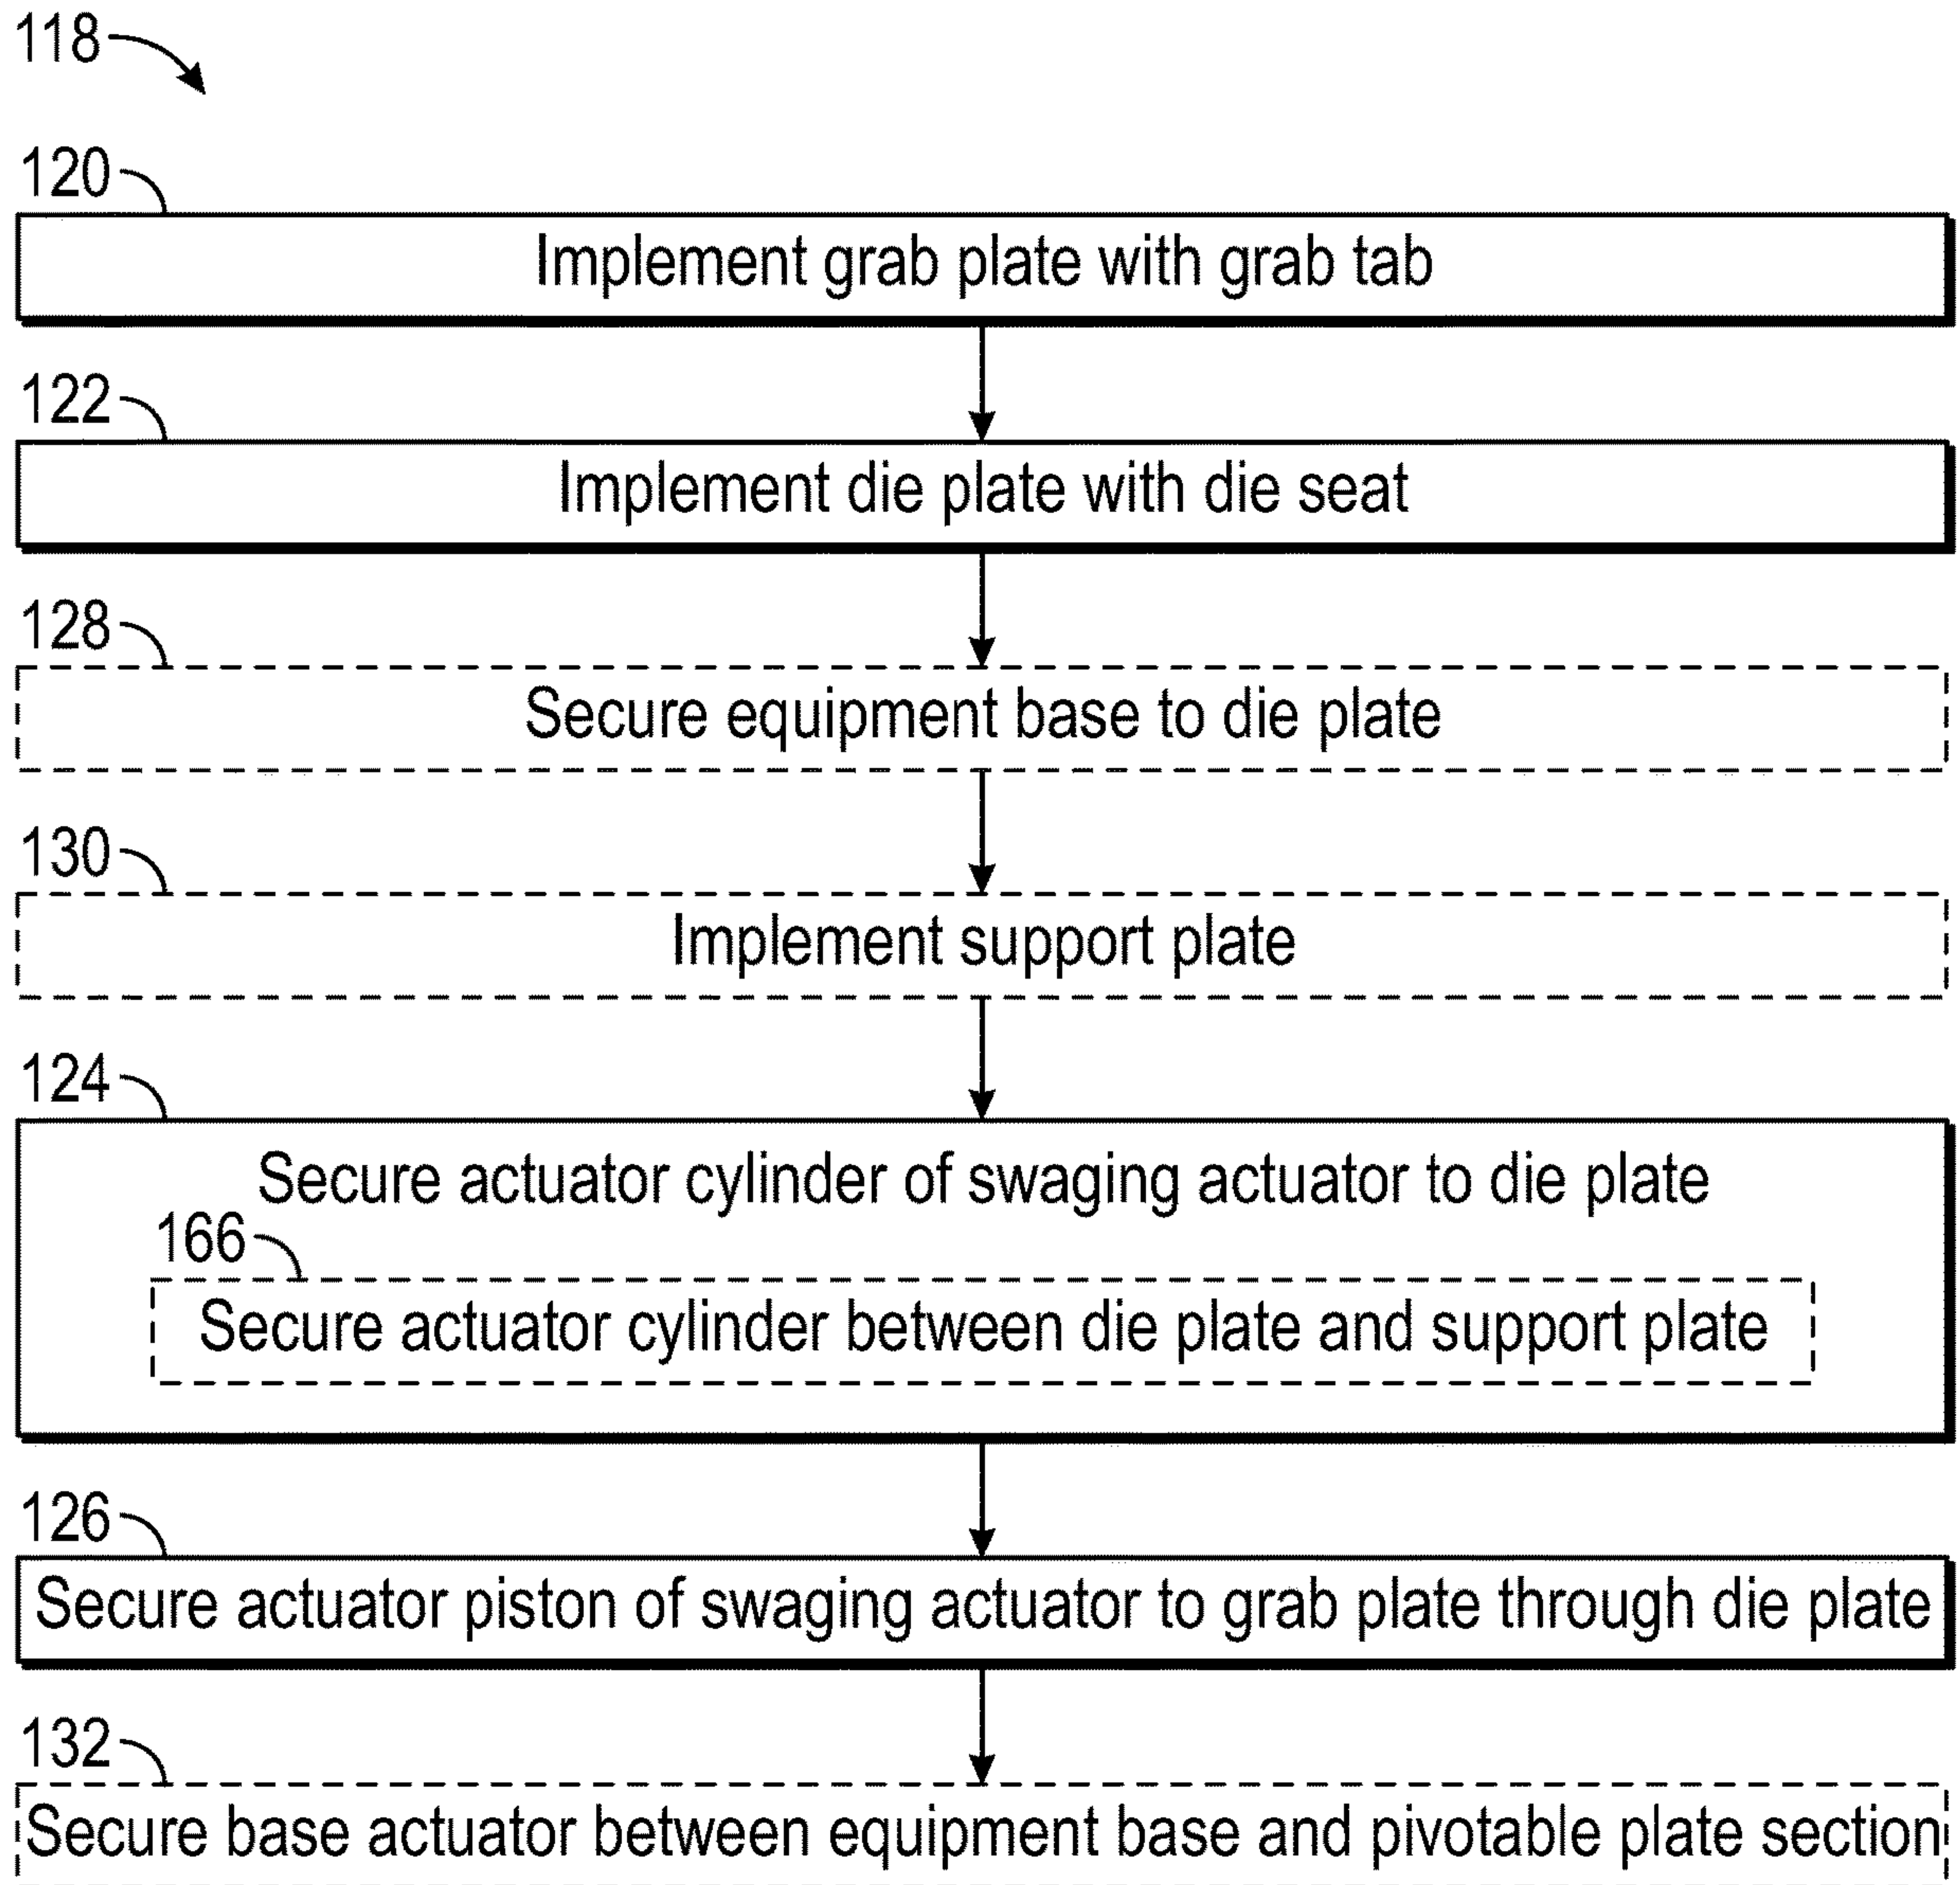 118
120
Implement grab plate with grab tab
122
Implement die plate with die seat
128
Secure equipment base to die plate
130
Implement support plate
124
Secure actuator cylinder of swaging actuator to die plate
166
Secure actuator cylinder between die plate and support plate
126
Secure actuator piston of swaging actuator to grab plate through die plate
132
Secure base actuator between equipment base and pivotable plate section